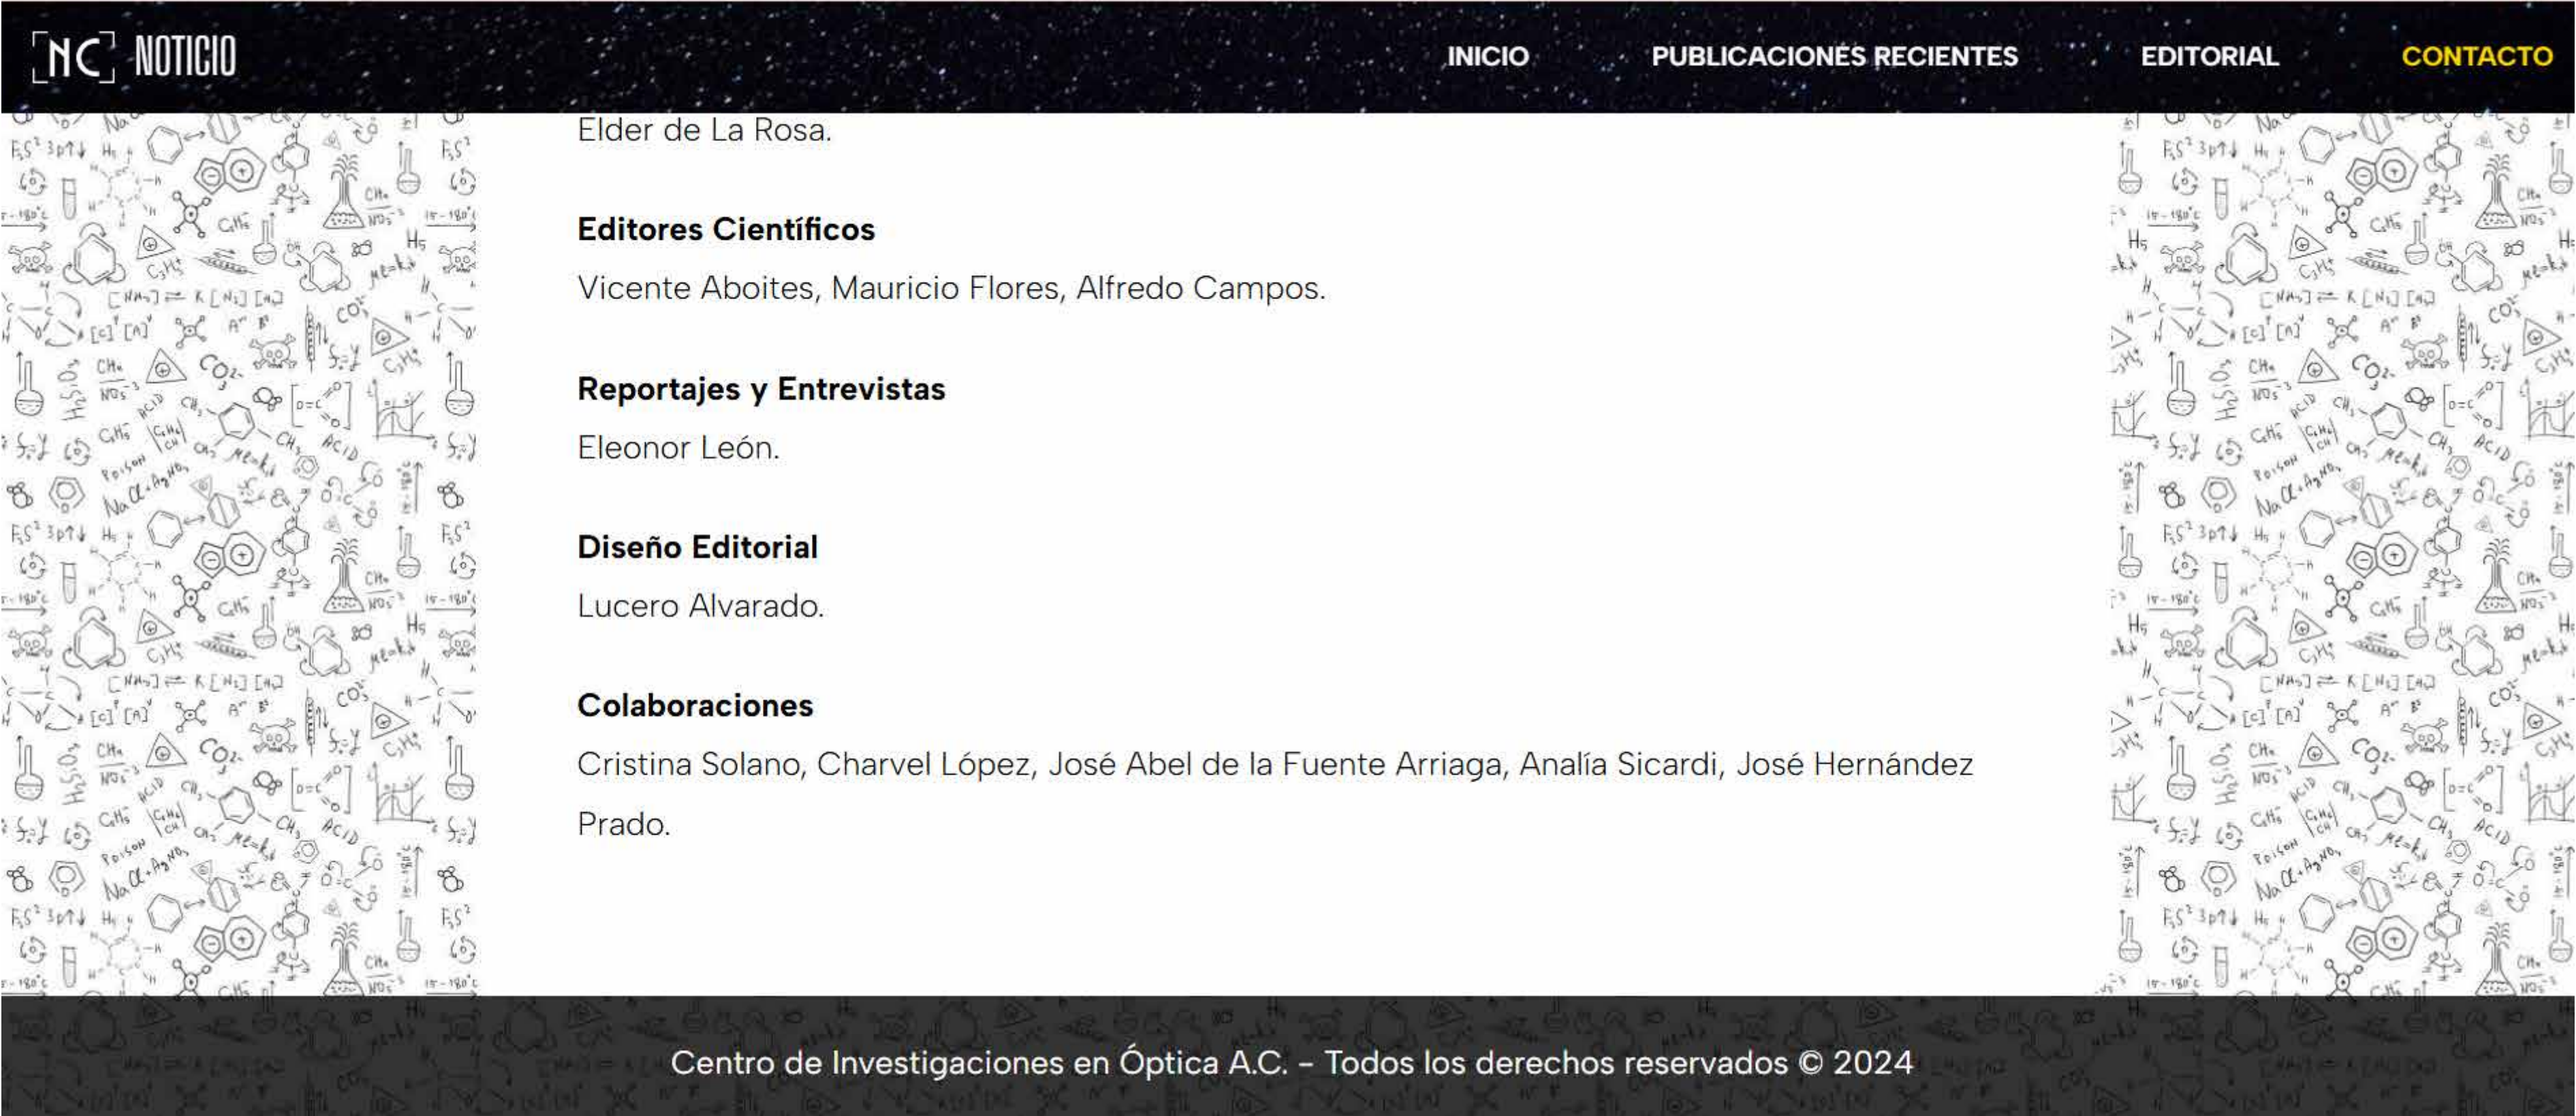 [NC] NOTICIO
INICIO PUBLICACIONES RECIENTES EDITORIAL CONTACTO
Elder de La Rosa.
Editores Científicos
Vicente Aboites, Mauricio Flores, Alfredo Campos.
Reportajes y Entrevistas
Eleonor León.
Diseño Editorial
Lucero Alvarado.
Colaboraciones
Cristina Solano, Charvel López, José Abel de la Fuente Arriaga, Analía Sicardi, José Hernández
Prado.
Centro de Investigaciones en Óptica A.C. – Todos los derechos reservados © 2024